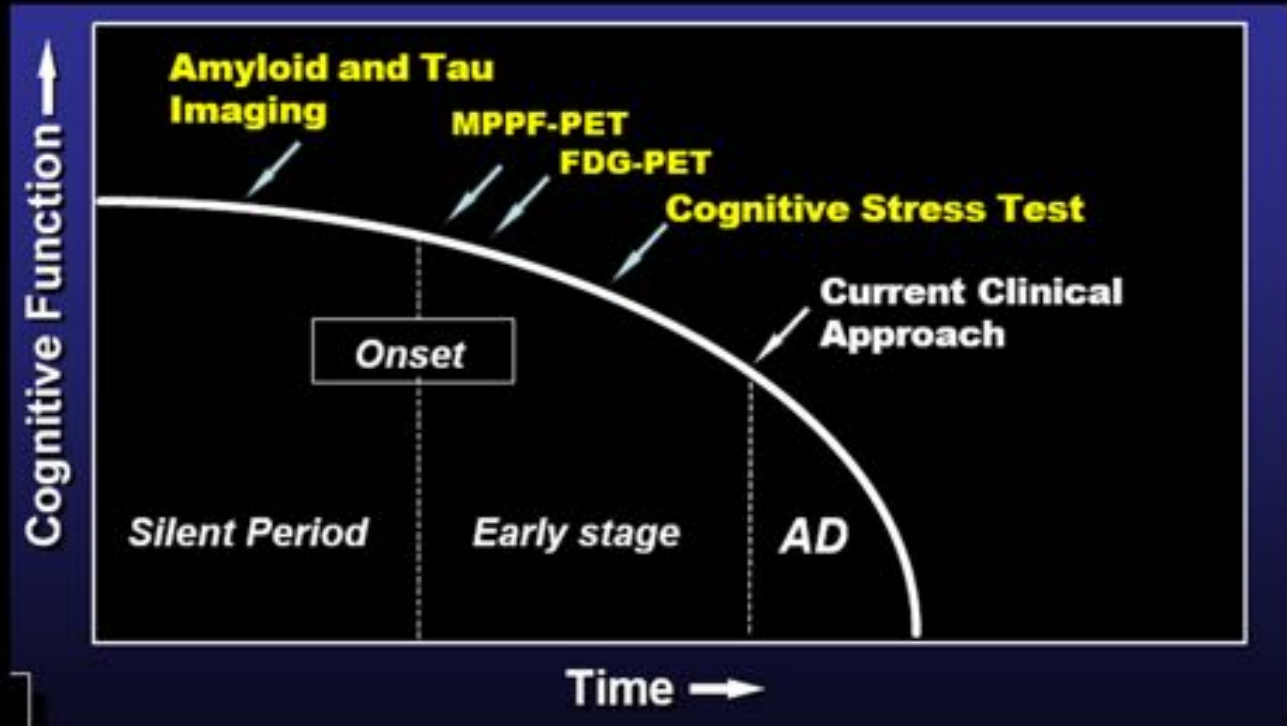 Amyloid and Tau
Imaging
MPPF-PET
FDG-PET
Cognitive Stress Test
Current Clinical
Approach
Onset
Silent Period
Early stage
AD
Cognitive Function
Time